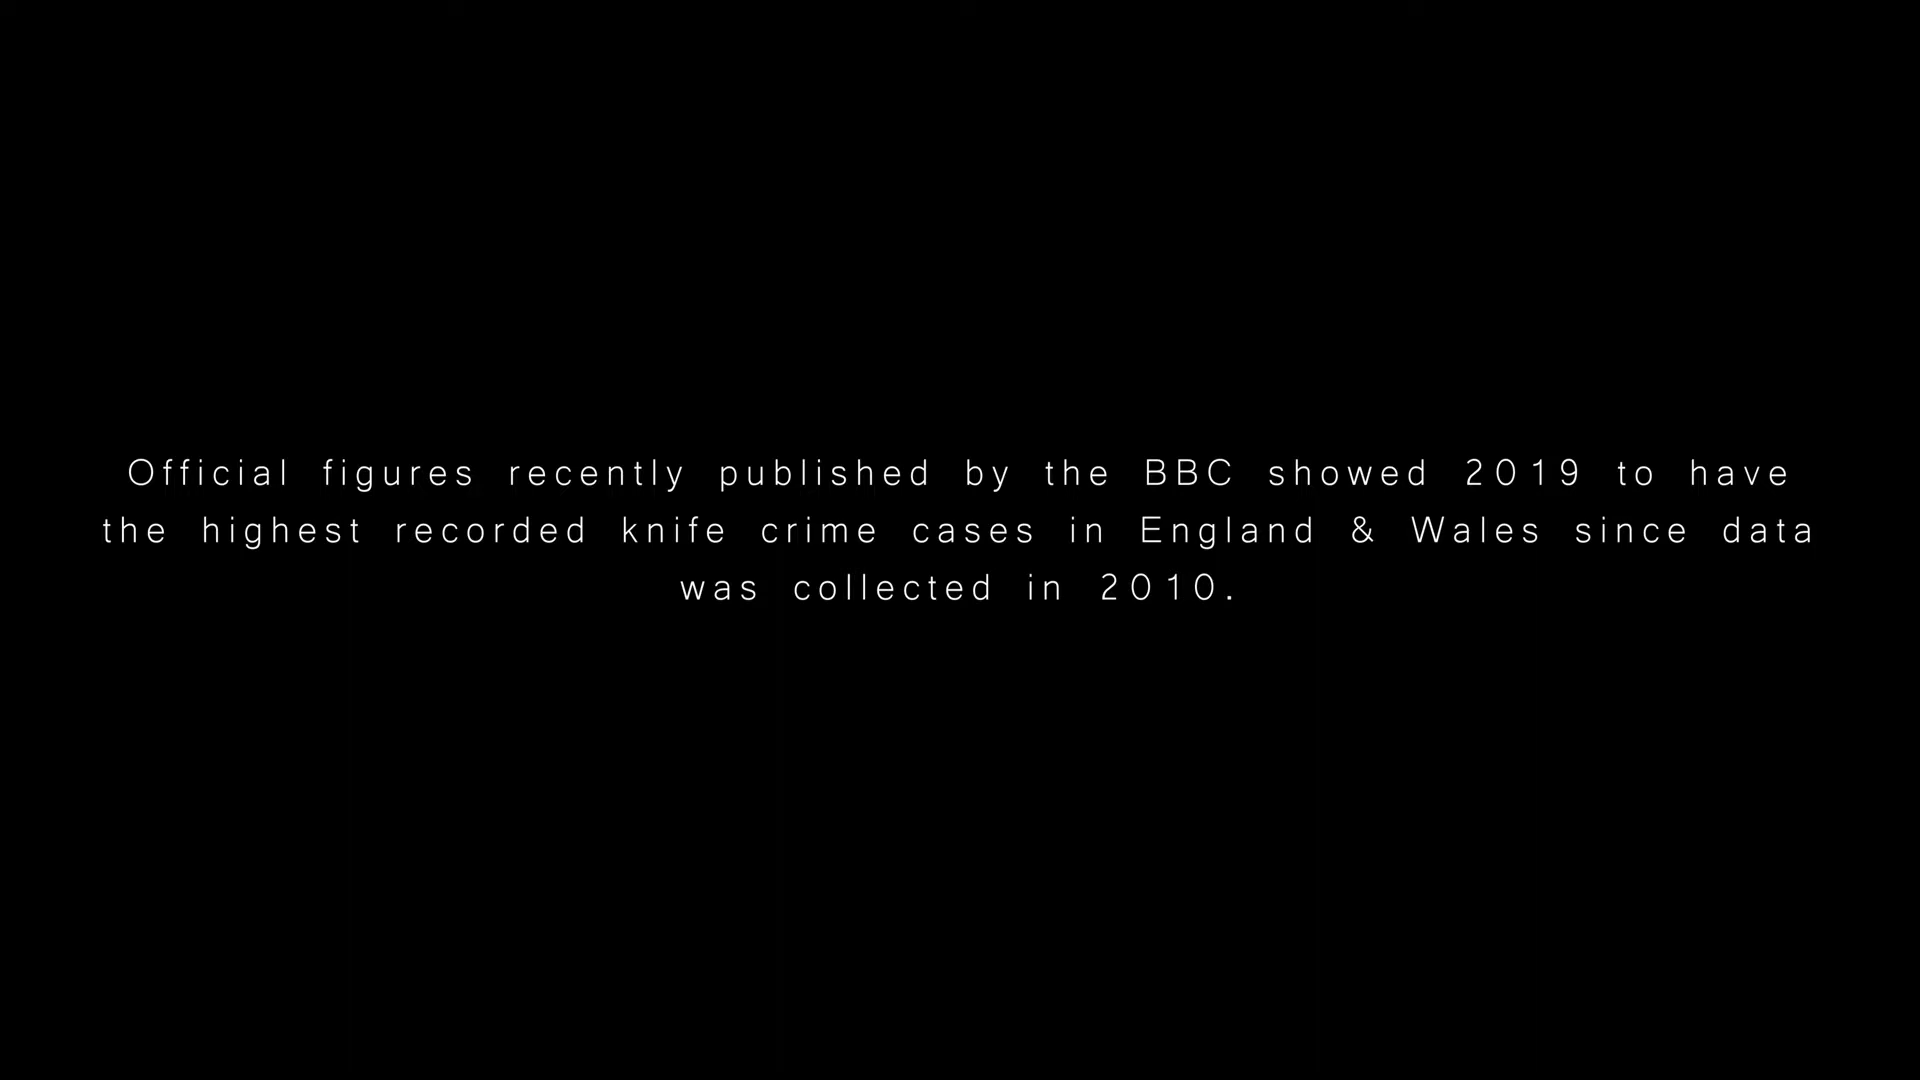 Official figures recently published by the BBC showed 2019 to have
the highest recorded knife crime cases in England & Wales since data
was collected in 2010.